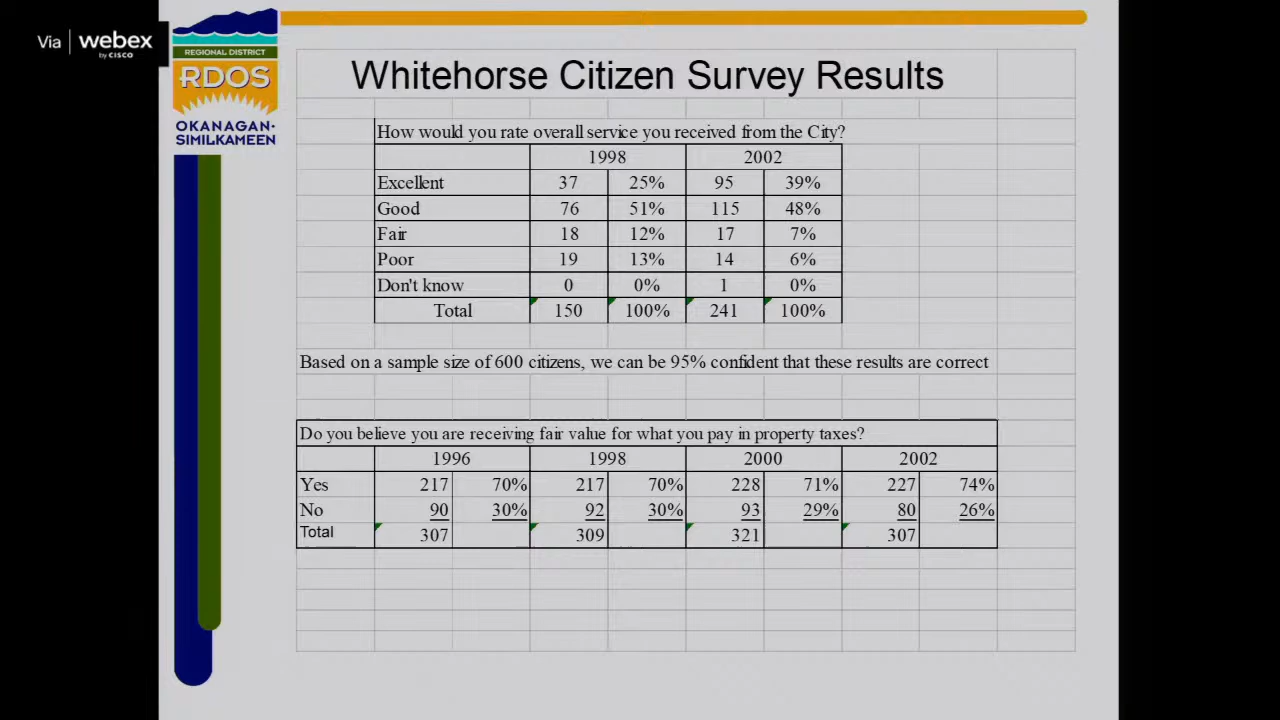 Via webex
by CISCO
REGIONAL DISTRICT
RDOS
OKANAGAN-
SIMILKAMEEN
Whitehorse Citizen Survey Results
How would you rate overall service you received from the City?
1998 2002
Excellent 37 25% 95 39%
Good 76 51% 115 48%
Fair 18 12% 17 7%
Poor 19 13% 14 6%
Don't know 0 0% 1 0%
Total 150 100% 241 100%
Based on a sample size of 600 citizens, we can be 95% confident that these results are correct
Do you believe you are receiving fair value for what you pay in property taxes?
1996 1998 2000 2002
Yes 217 70% 217 70% 228 71% 227 74%
No 90 30% 92 30% 93 29% 80 26%
Total 307 309 321 307